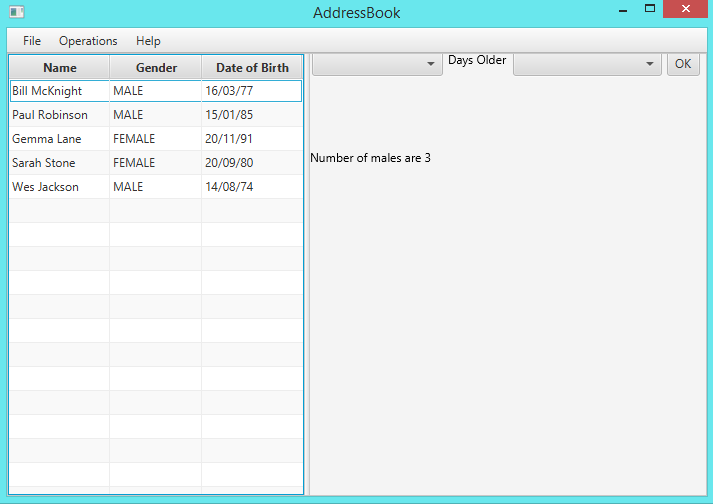 AddressBook
File Operations Help
Name Gender Date of Birth
Days Older OK
Bill McKnight MALE 16/03/77
Paul Robinson MALE 15/01/85
Gemma Lane FEMALE 20/11/91
Number of males are 3
Sarah Stone FEMALE 20/09/80
Wes Jackson MALE 14/08/74